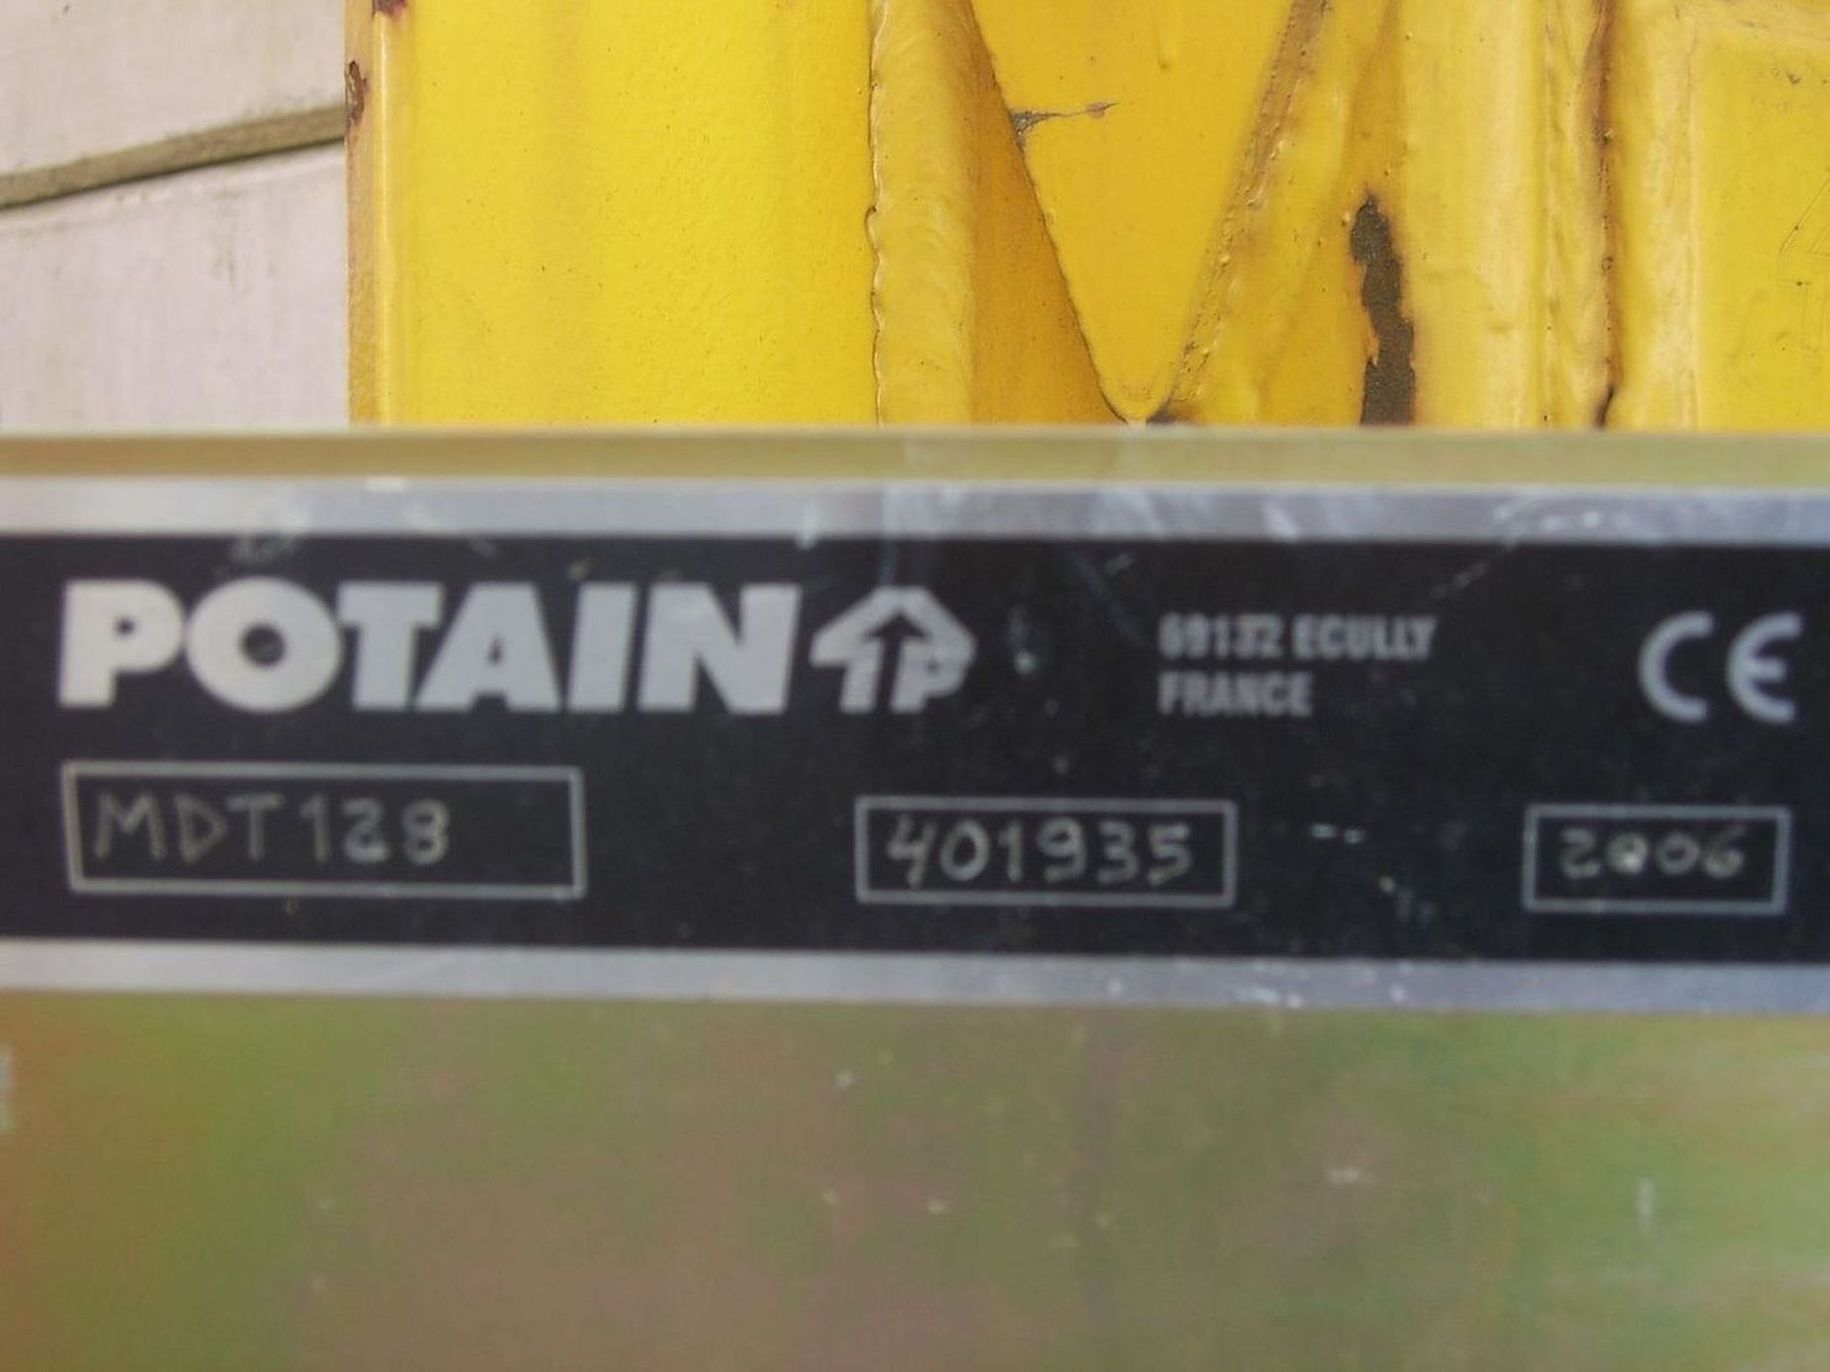 POTAIN
69132 ECULLY
FRANCE
CE
MDT128
401935
2006